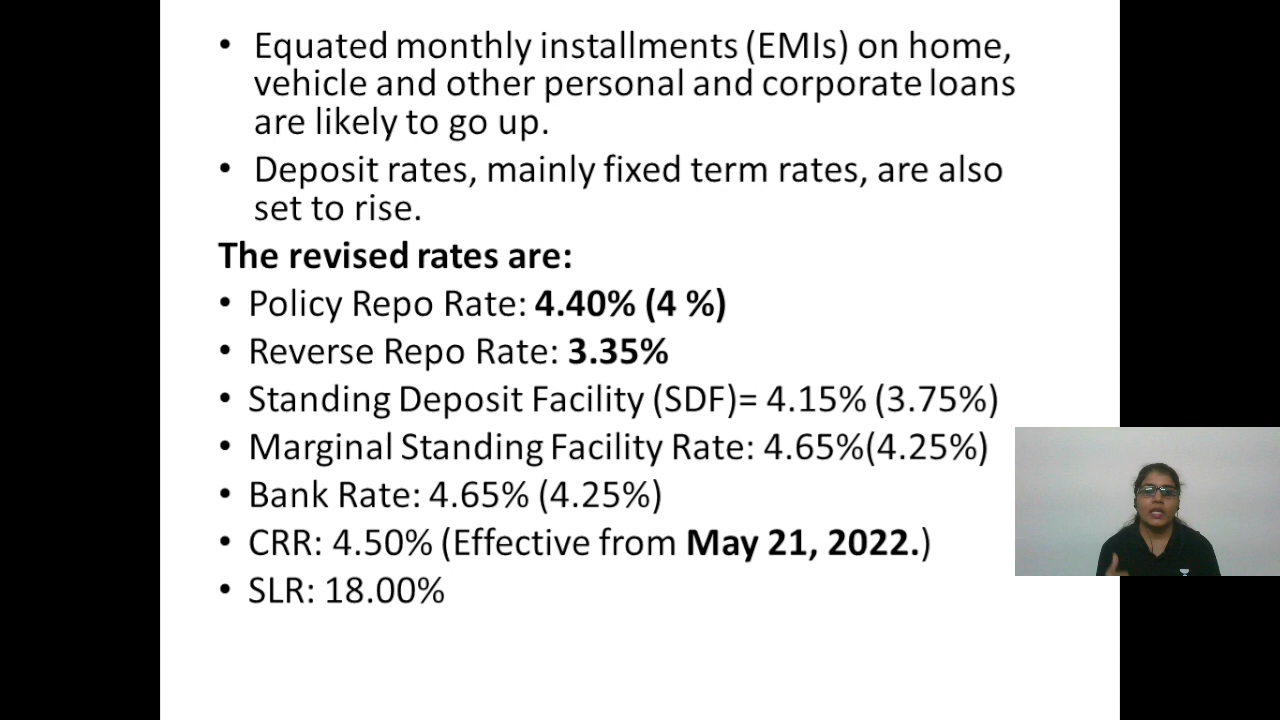 • Equated monthly installments (EMIs) on home,
vehicle and other personal and corporate loans
are likely to go up.
• Deposit rates, mainly fixed term rates, are also
set to rise.
The revised rates are:
• Policy Repo Rate: 4.40% (4 %)
• Reverse Repo Rate: 3.35%
• Standing Deposit Facility (SDF)= 4.15% (3.75%)
• Marginal Standing Facility Rate: 4.65%(4.25%)
• Bank Rate: 4.65% (4.25%)
• CRR: 4.50% (Effective from May 21, 2022.)
• SLR: 18.00%